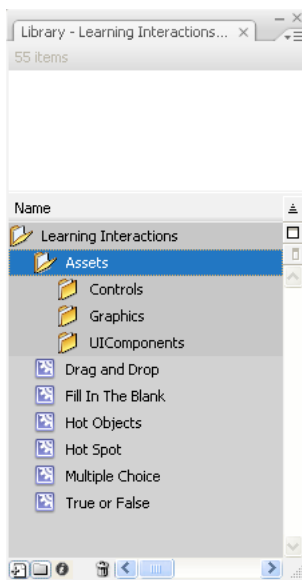 Library - Learning Interactions...
55 items
Name
Learning Interactions
Assets
Controls
Graphics
UIComponents
Drag and Drop
Fill In The Blank
Hot Objects
Hot Spot
Multiple Choice
True or False